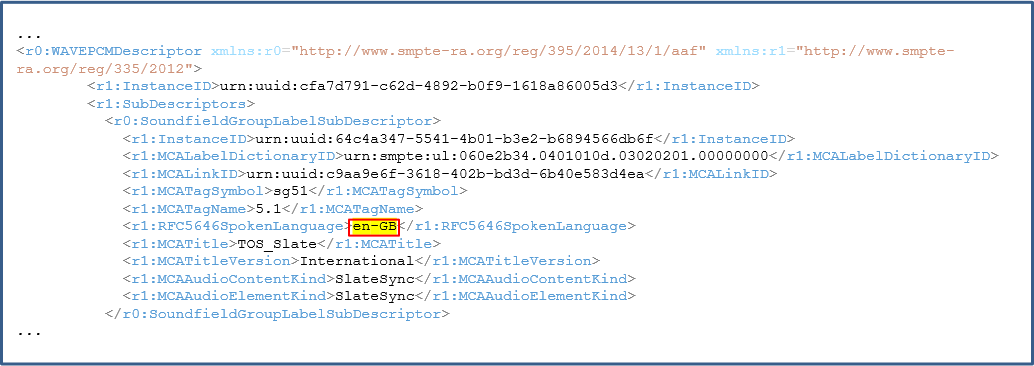 ...
<r0:WAVEPCMDescriptor xmlns:r0="http://www.smpte-ra.org/reg/395/2014/13/1/aaf" xmlns:r1="http://www.smpte-
ra.org/reg/335/2012">
<r1:InstanceID>urn:uuid:cfa7d791-c62d-4892-b0f9-1618a86005d3</r1:InstanceID>
<r1:SubDescriptors>
<r0:SoundfieldGroupLabelSubDescriptor>
<r1:InstanceID>urn:uuid:64c4a347-5541-4b01-b3e2-b6894566db6f</r1:InstanceID>
<r1:MCALabelDictionaryID>urn:smpte:ul:060e2b34.0401010d.03020201.00000000</r1:MCALabelDictionaryID>
<r1:MCALinkID>urn:uuid:c9aa9e6f-3618-402b-bd3d-6b40e583d4ea</r1:MCALinkID>
<r1:MCATagSymbol>sg51</r1:MCATagSymbol>
<r1:MCATagName>5.1</r1:MCATagName>
<r1:RFC5646SpokenLanguage>en-GB</r1:RFC5646SpokenLanguage>
<r1:MCATitle>TOS_Slate</r1:MCATitle>
<r1:MCATitleVersion>International</r1:MCATitleVersion>
<r1:MCAAudioContentKind>SlateSync</r1:MCAAudioContentKind>
<r1:MCAAudioElementKind>SlateSync</r1:MCAAudioElementKind>
</r0:SoundfieldGroupLabelSubDescriptor>
...